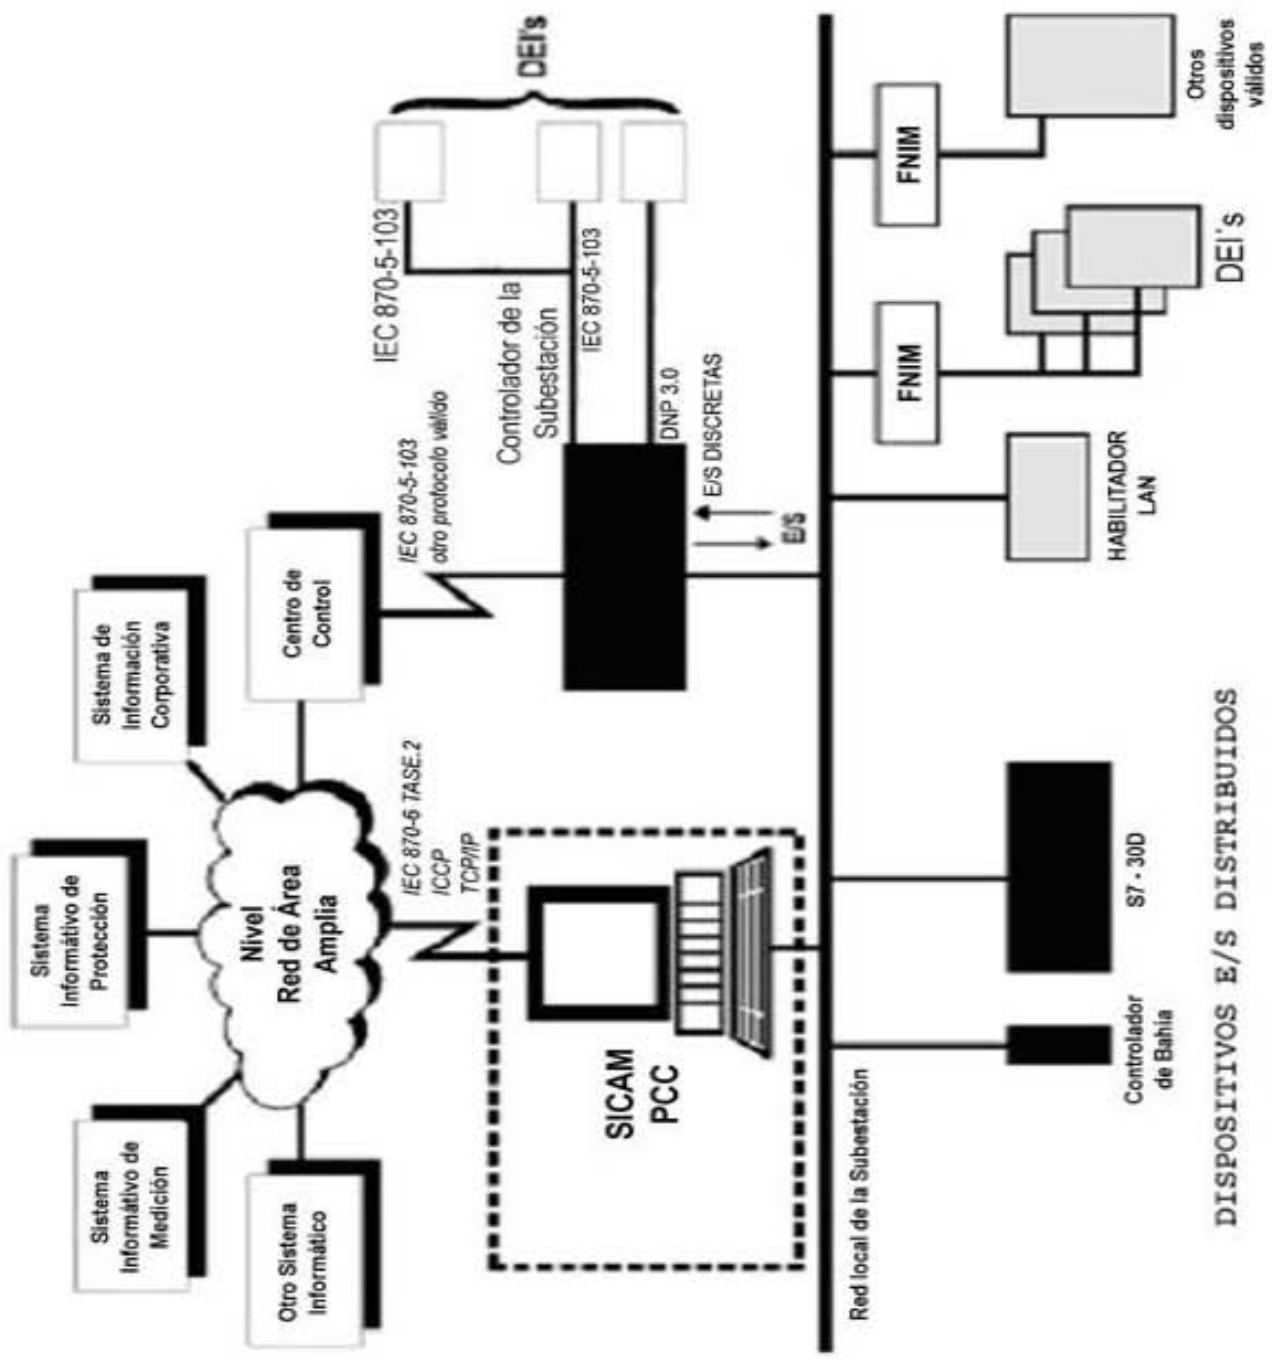 Sistema
Informátivo de
Medición
Sistema
Informátivo de
Protección
Sistema de
Información
Corporativa
Otro Sistema
Informático
Nivel
Red de Área
Amplia
Centro de
Control
IEC 870-6 TASE.2
ICCP
TCP/IP
IEC 870-5-103
otro protocolo válido
IEC 870-5-103
DEI's
SICAM
PCC
Controlador de la
Subestación
IEC 870-5-103
DNP 3.0
E/S DISCRETAS
E/S
Red local de la Subestación
FNIM
FNIM
Controlador
de Bahía
S7 - 30D
HABILITADOR
LAN
DEI´s
Otros
dispositivos
válidos
DISPOSITIVOS E/S DISTRIBUIDOS